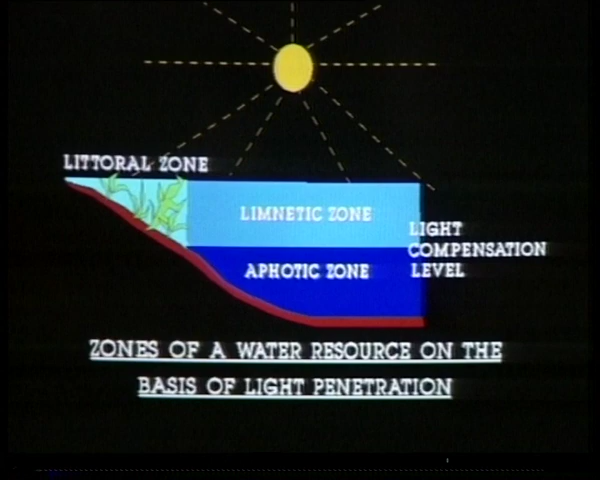 LITTORAL ZONE
LIMNETIC ZONE
LIGHT
COMPENSATION
LEVEL
APHOTIC ZONE
ZONES OF A WATER RESOURCE ON THE
BASIS OF LIGHT PENETRATION